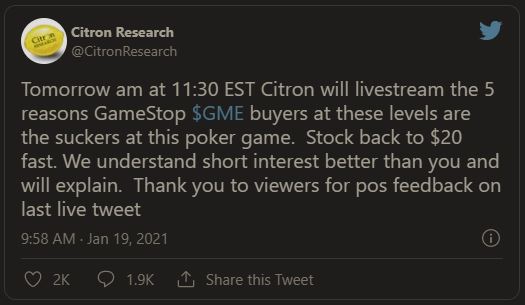 Citron Research
@CitronResearch
Tomorrow am at 11:30 EST Citron will livestream the 5
reasons GameStop $GME buyers at these levels are
the suckers at this poker game.  Stock back to $20
fast. We understand short interest better than you and
will explain.  Thank you to viewers for pos feedback on
last live tweet
9:58 AM · Jan 19, 2021
2K 1.9K Share this Tweet